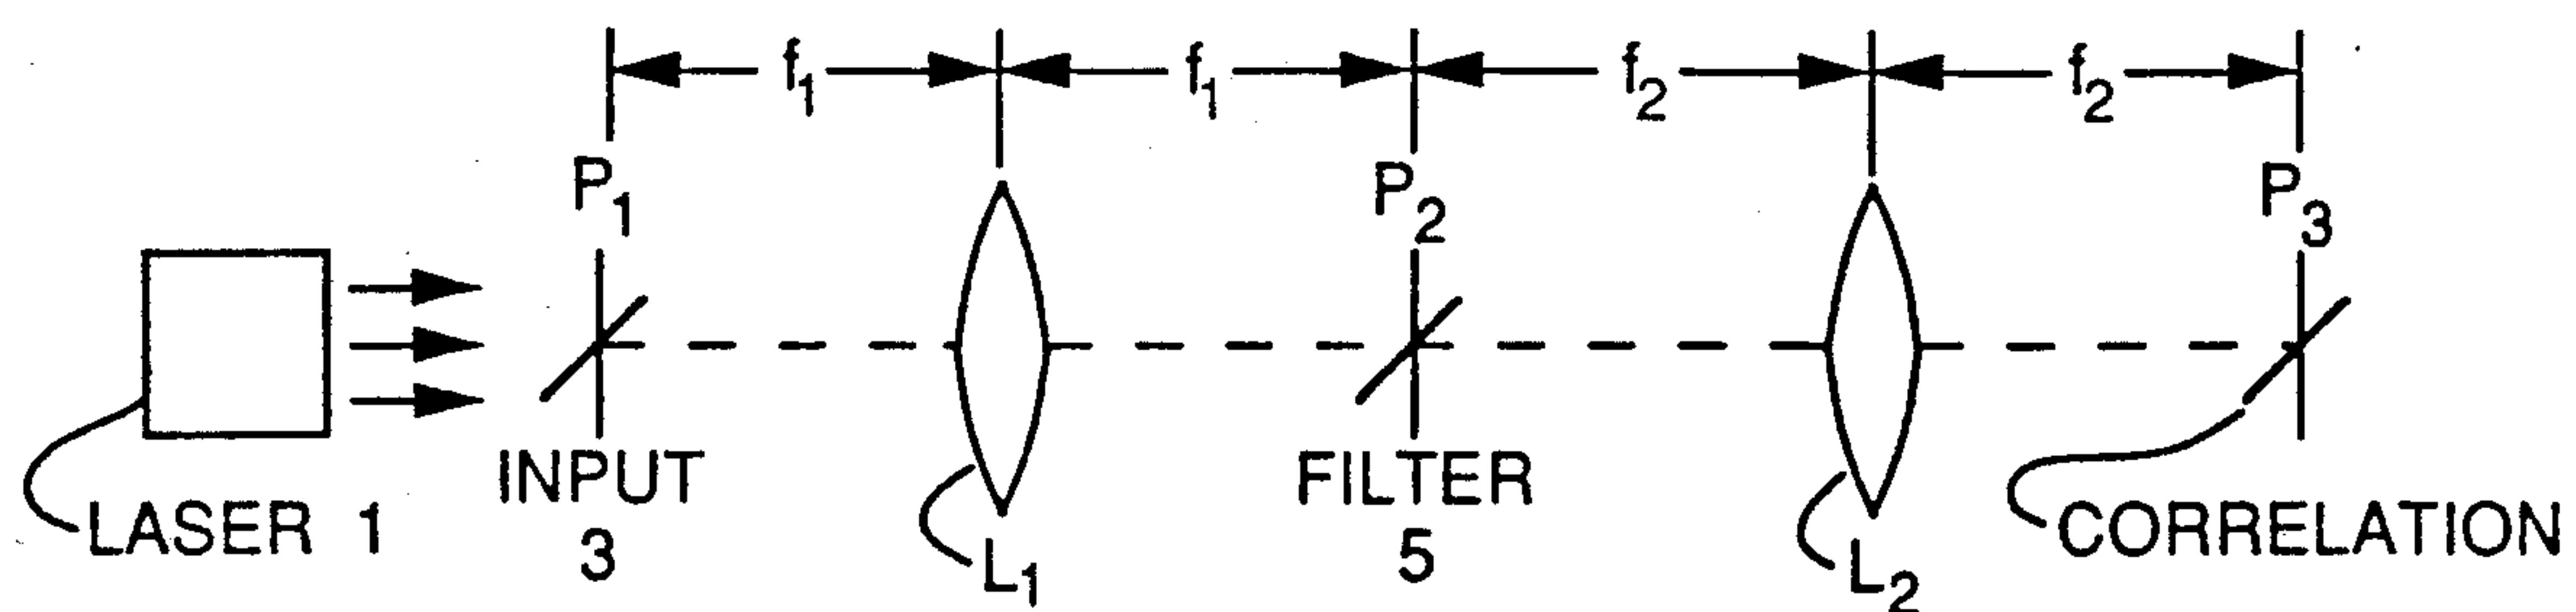 f1 f1 f2 f2
P1 P2 P3
INPUT FILTER
LASER 1 3 L1 5 L2 CORRELATION